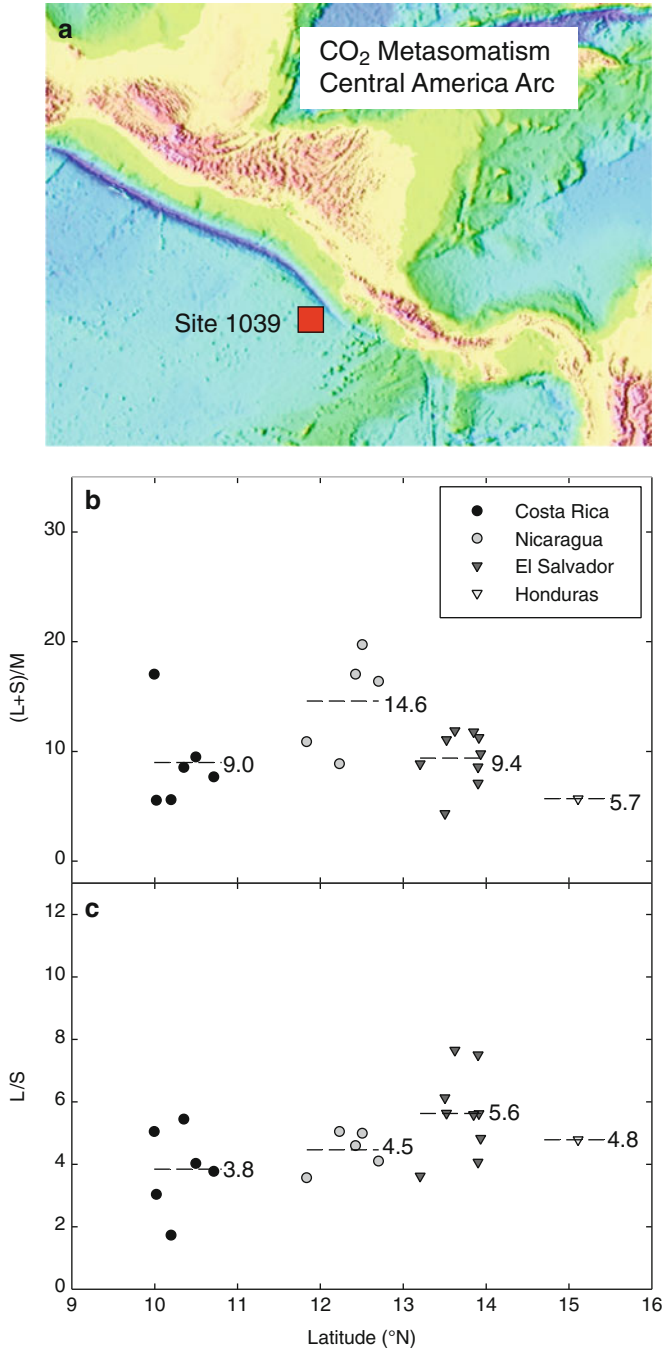 a
CO₂ Metasomatism
Central America Arc
Site 1039
b
Costa Rica
Nicaragua
El Salvador
Honduras
30
20
10
0
(L+S)/M
9.0
14.6
9.4
5.7
c
12
10
8
6
4
2
0
L/S
3.8
4.5
5.6
4.8
9 10 11 12 13 14 15 16
Latitude (°N)